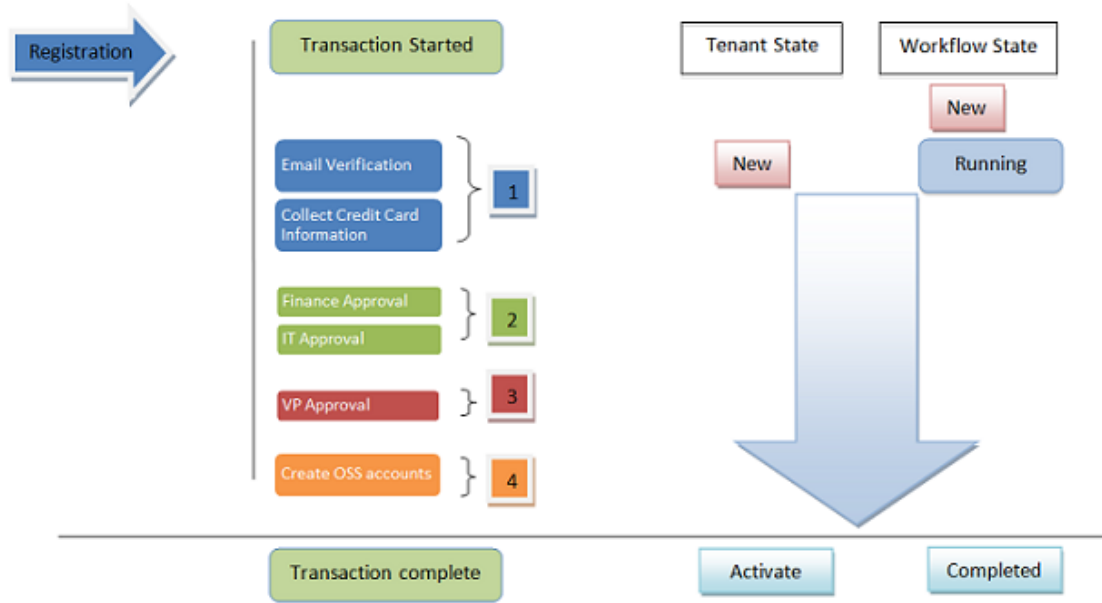 Registration
Transaction Started
Tenant State
Workflow State
New
Email Verification
New
Running
1
Collect Credit Card
Information
Finance Approval
2
IT Approval
VP Approval
3
Create OSS accounts
4
Transaction complete
Activate
Completed